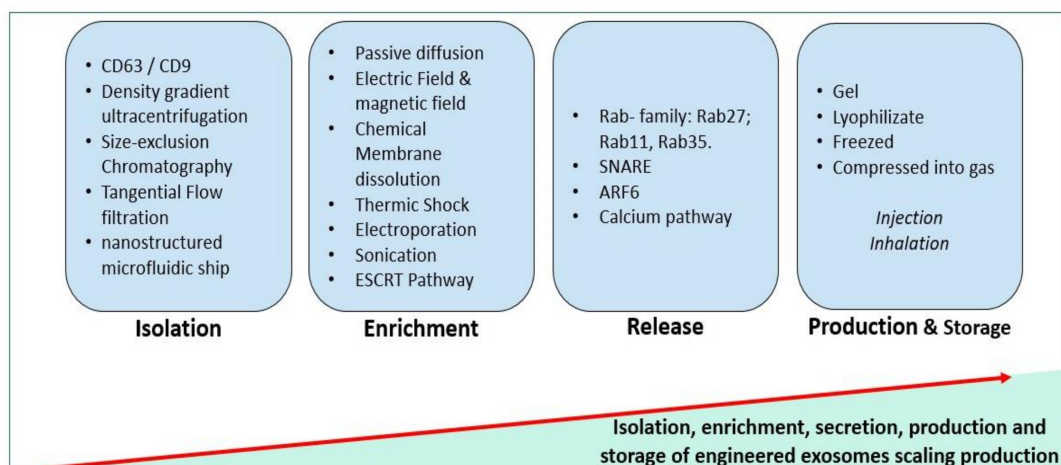 • CD63 / CD9
• Density gradient
ultracentrifugation
• Size-exclusion
Chromatography
• Tangential Flow
filtration
• nanostructured
microfluidic ship
Isolation
• Passive diffusion
• Electric Field &
magnetic field
• Chemical
Membrane
dissolution
• Thermic Shock
• Electroporation
• Sonication
• ESCRT Pathway
Enrichment
• Rab- family: Rab27;
Rab11, Rab35.
• SNARE
• ARF6
• Calcium pathway
Release
• Gel
• Lyophilizate
• Freezed
• Compressed into gas
Injection
Inhalation
Production & Storage
Isolation, enrichment, secretion, production and
storage of engineered exosomes scaling production